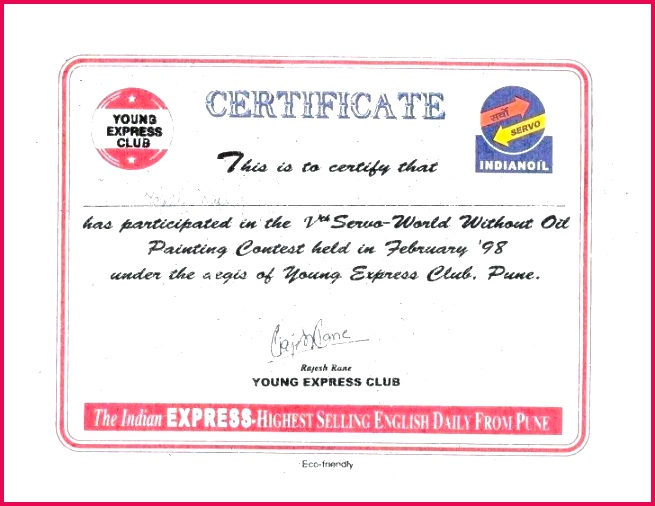 CERTIFICATE
YOUNG
EXPRESS
CLUB
सर्वो
SERVO
INDIANOIL
This is to certify that
has participated in the Vth Servo-World Without Oil
Painting Contest held in February '98
under the aegis of Young Express Club, Pune.
Rajesh Rane
Rajesh Rane
YOUNG EXPRESS CLUB
The Indian EXPRESS-HIGHEST SELLING ENGLISH DAILY FROM PUNE
Eco-friendly